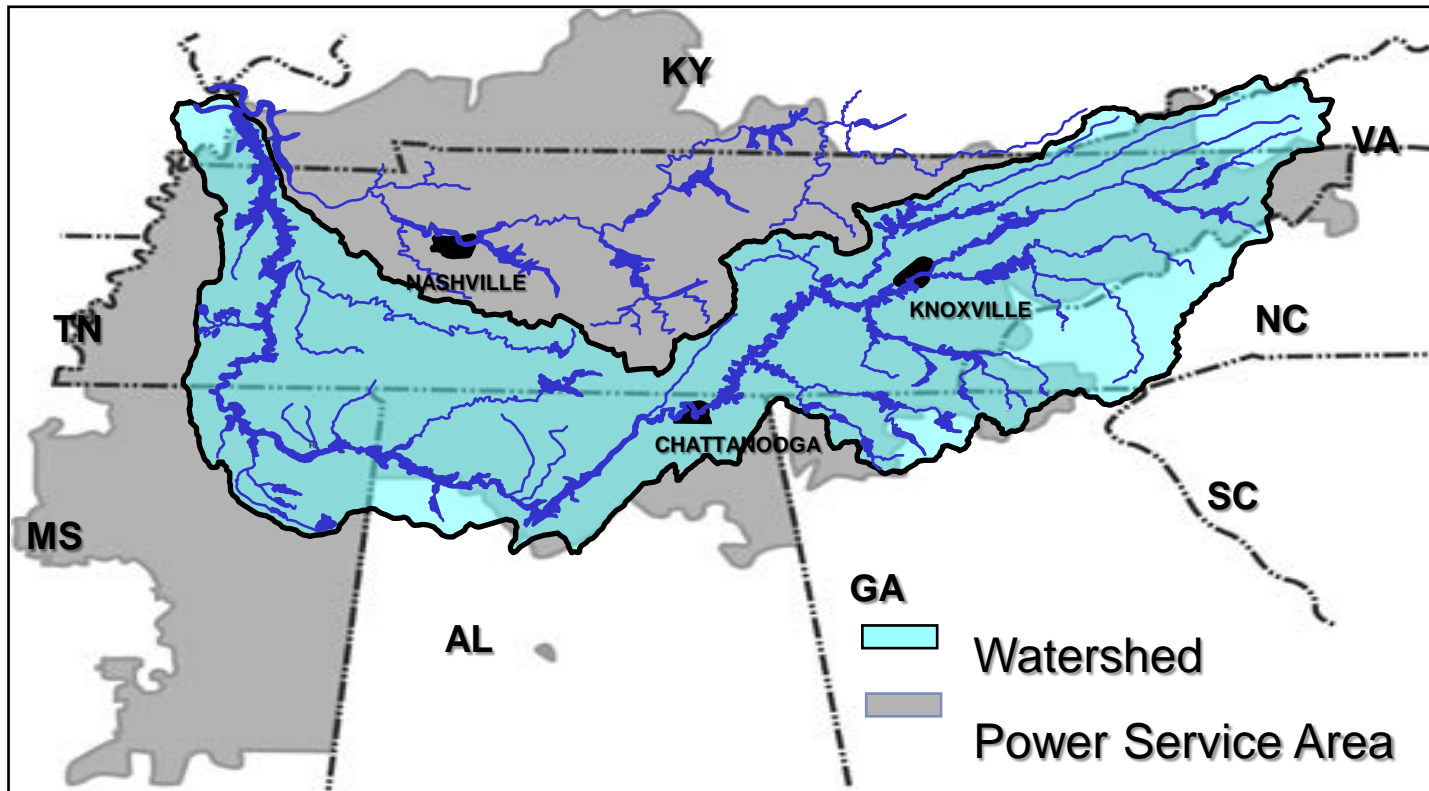 KY
VA
NASHVILLE
KNOXVILLE
TN
NC
CHATTANOOGA
SC
MS
GA
AL
Watershed
Power Service Area